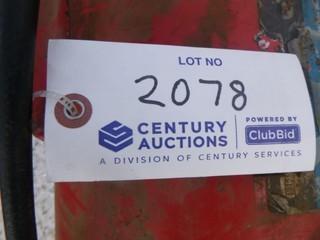 LOT NO
2078
CENTURY AUCTIONS
POWERED BY
ClubBid
A DIVISION OF CENTURY SERVICES